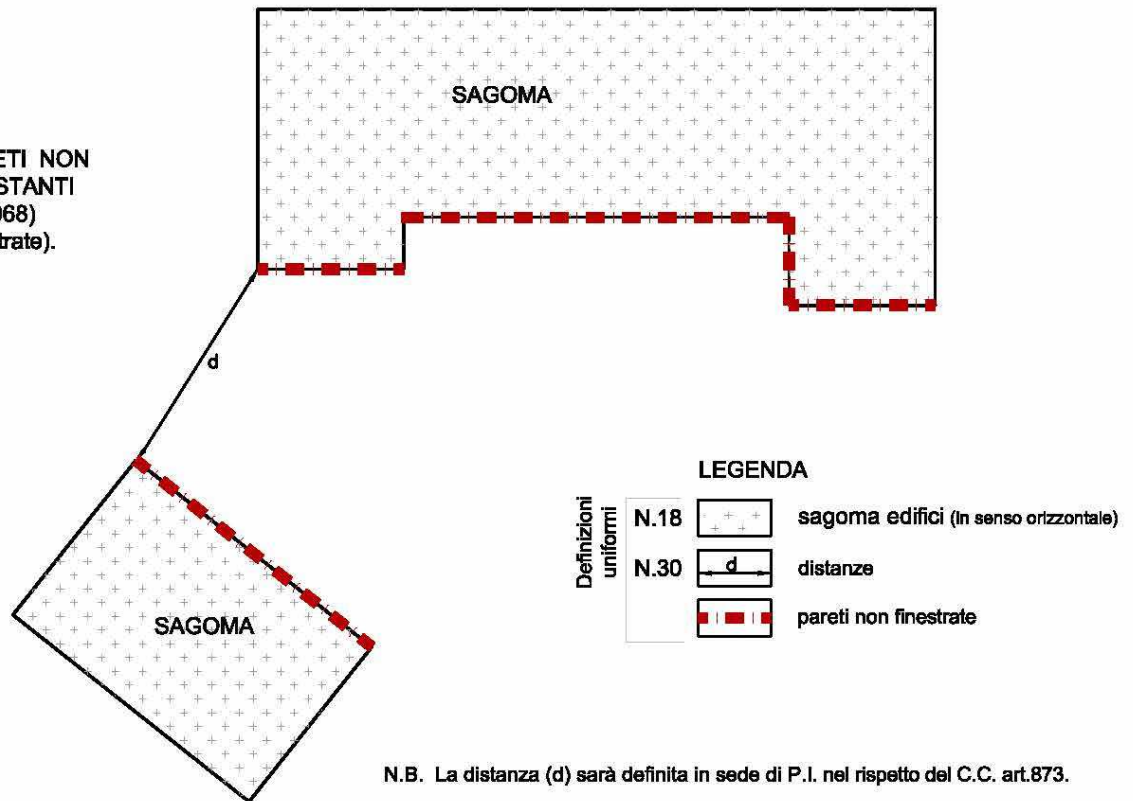 SAGOMA
ETI NON
STANTI
968)
trate).
d
SAGOMA
LEGENDA
Definizioni
uniformi
N.18 sagoma edifici (in senso orizzontale)
N.30 d distanze
pareti non finestrate
N.B. La distanza (d) sarà definita in sede di P.I. nel rispetto del C.C. art.873.